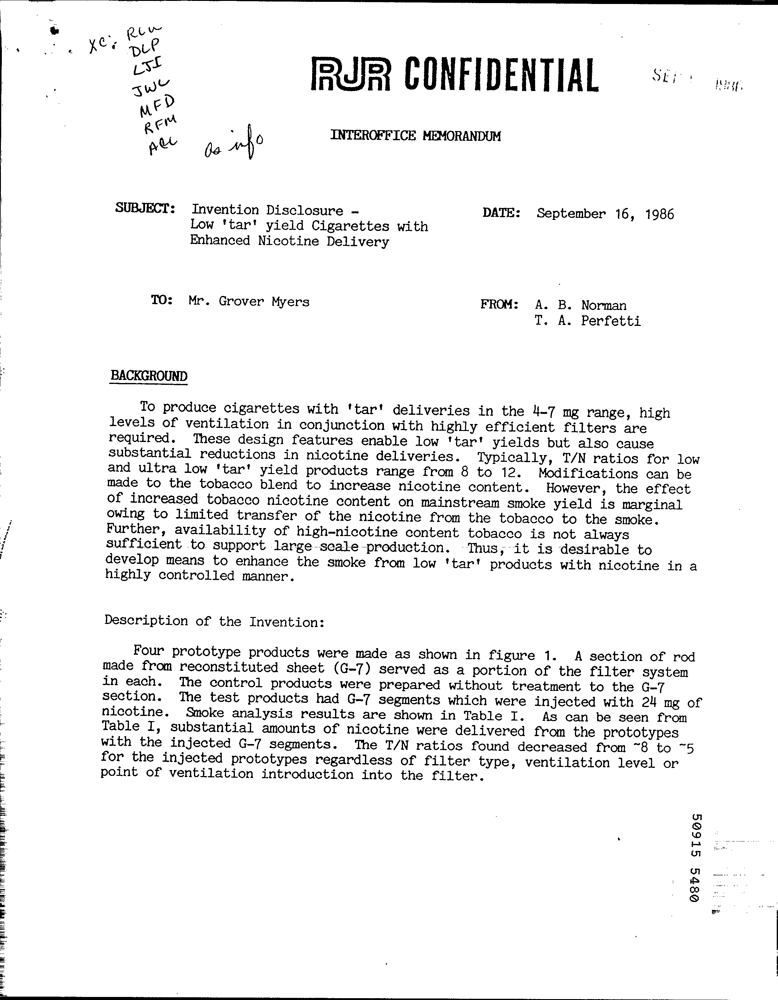 xc: RLW
DLP
LJI
JWL
MFD
RFM
as info
RJR CONFIDENTIAL
INTEROFFICE MEMORANDUM
SUBJECT: Invention Disclosure - DATE: September 16, 1986
Low 'tar' yield Cigarettes with
Enhanced Nicotine Delivery
TO: Mr. Grover Myers FROM: A. B. Norman
T. A. Perfetti
BACKGROUND
To produce cigarettes with 'tar' deliveries in the 4-7 mg range, high
levels of ventilation in conjunction with highly efficient filters are
required. These design features enable low 'tar' yields but also cause
substantial reductions in nicotine deliveries. Typically, T/N ratios for low
and ultra low 'tar' yield products range from 8 to 12. Modifications can be
made to the tobacco blend to increase nicotine content. However, the effect
of increased tobacco nicotine content on mainstream smoke yield is marginal
owing to limited transfer of the nicotine from the tobacco to the smoke.
Further, availability of high-nicotine content tobacco is not always
sufficient to support large scale production. Thus, it is desirable to
develop means to enhance the smoke from low 'tar' products with nicotine in a
highly controlled manner.
Description of the Invention:
Four prototype products were made as shown in figure 1. A section of rod
made from reconstituted sheet (G-7) served as a portion of the filter system
in each. The control products were prepared without treatment to the G-7
section. The test products had G-7 segments which were injected with 24 mg of
nicotine. Smoke analysis results are shown in Table I. As can be seen from
Table I, substantial amounts of nicotine were delivered from the prototypes
with the injected G-7 segments. The T/N ratios found decreased from ~8 to ~5
for the injected prototypes regardless of filter type, ventilation level or
point of ventilation introduction into the filter.
50915 5480